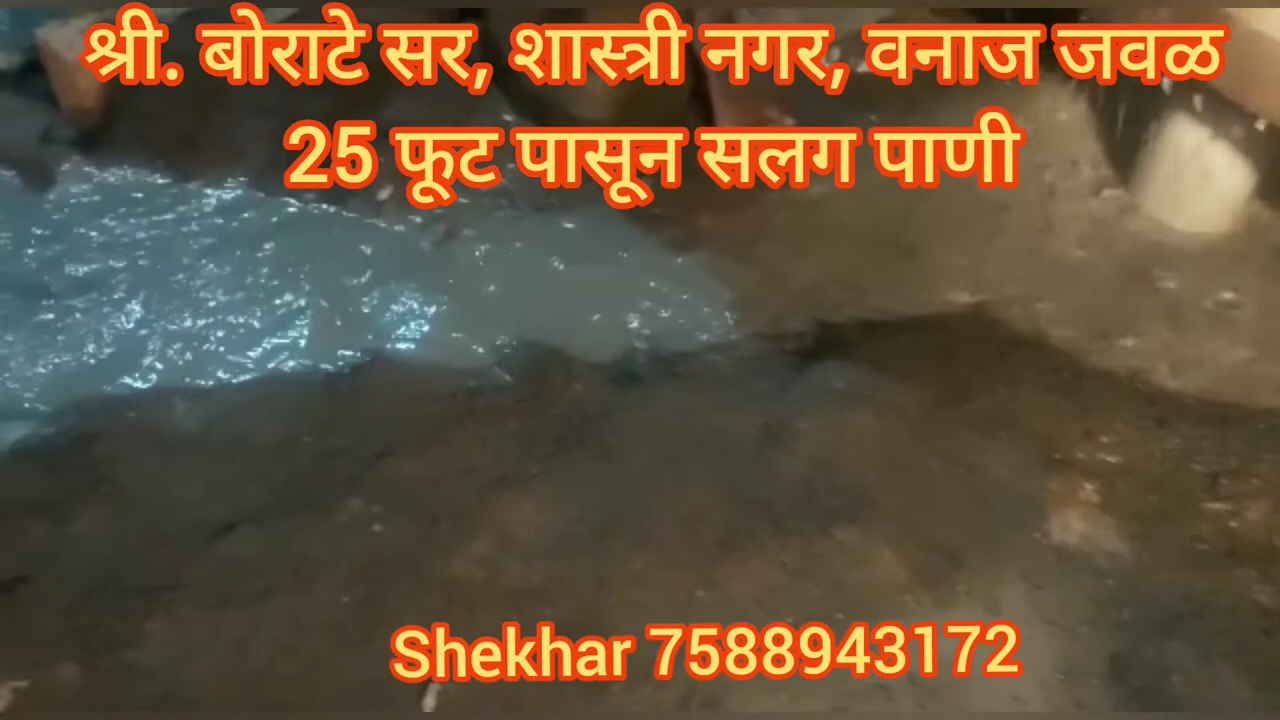 श्री. बोराटे सर, शास्त्री नगर, वनाज जवळ
25 फूट पासून सलग पाणी
Shekhar 7588943172